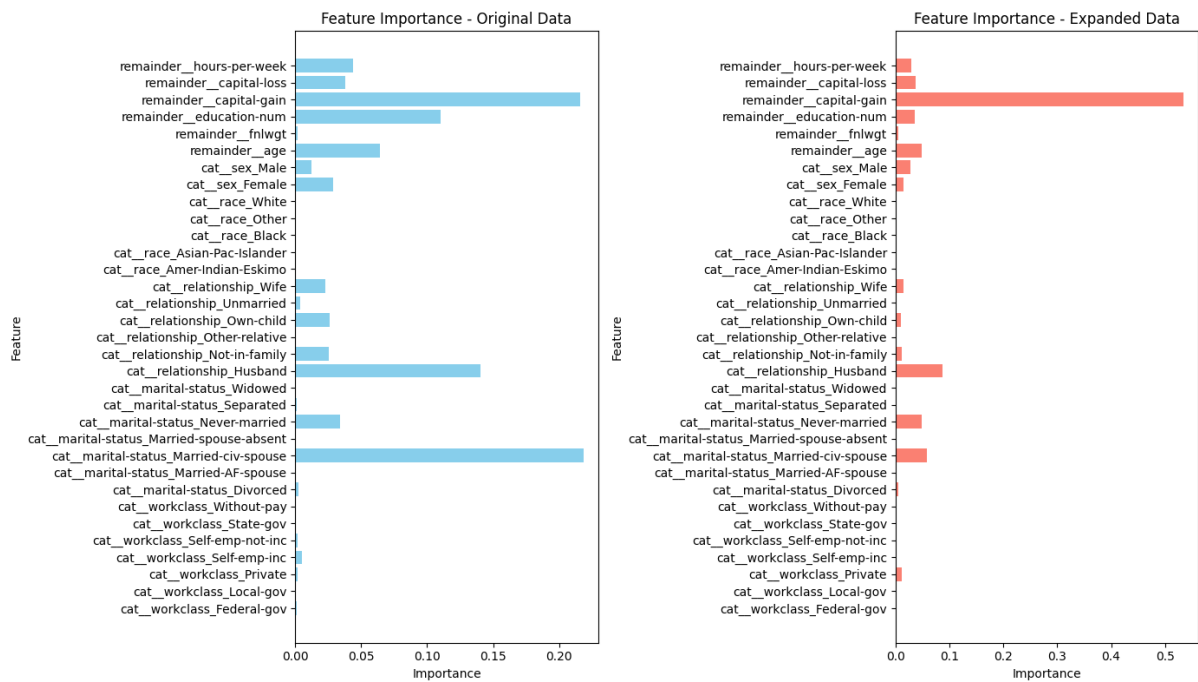 Feature Importance - Original Data
Feature
remainder__hours-per-week
remainder__capital-loss
remainder__capital-gain
remainder__education-num
remainder__fnlwgt
remainder__age
cat__sex_Male
cat__sex_Female
cat__race_White
cat__race_Other
cat__race_Black
cat__race_Asian-Pac-Islander
cat__race_Amer-Indian-Eskimo
cat__relationship_Wife
cat__relationship_Unmarried
cat__relationship_Own-child
cat__relationship_Other-relative
cat__relationship_Not-in-family
cat__relationship_Husband
cat__marital-status_Widowed
cat__marital-status_Separated
cat__marital-status_Never-married
cat__marital-status_Married-spouse-absent
cat__marital-status_Married-civ-spouse
cat__marital-status_Married-AF-spouse
cat__marital-status_Divorced
cat__workclass_Without-pay
cat__workclass_State-gov
cat__workclass_Self-emp-not-inc
cat__workclass_Self-emp-inc
cat__workclass_Private
cat__workclass_Local-gov
cat__workclass_Federal-gov
0.00 0.05 0.10 0.15 0.20
Importance
Feature Importance - Expanded Data
Feature
remainder__hours-per-week
remainder__capital-loss
remainder__capital-gain
remainder__education-num
remainder__fnlwgt
remainder__age
cat__sex_Male
cat__sex_Female
cat__race_White
cat__race_Other
cat__race_Black
cat__race_Asian-Pac-Islander
cat__race_Amer-Indian-Eskimo
cat__relationship_Wife
cat__relationship_Unmarried
cat__relationship_Own-child
cat__relationship_Other-relative
cat__relationship_Not-in-family
cat__relationship_Husband
cat__marital-status_Widowed
cat__marital-status_Separated
cat__marital-status_Never-married
cat__marital-status_Married-spouse-absent
cat__marital-status_Married-civ-spouse
cat__marital-status_Married-AF-spouse
cat__marital-status_Divorced
cat__workclass_Without-pay
cat__workclass_State-gov
cat__workclass_Self-emp-not-inc
cat__workclass_Self-emp-inc
cat__workclass_Private
cat__workclass_Local-gov
cat__workclass_Federal-gov
0.0 0.1 0.2 0.3 0.4 0.5
Importance